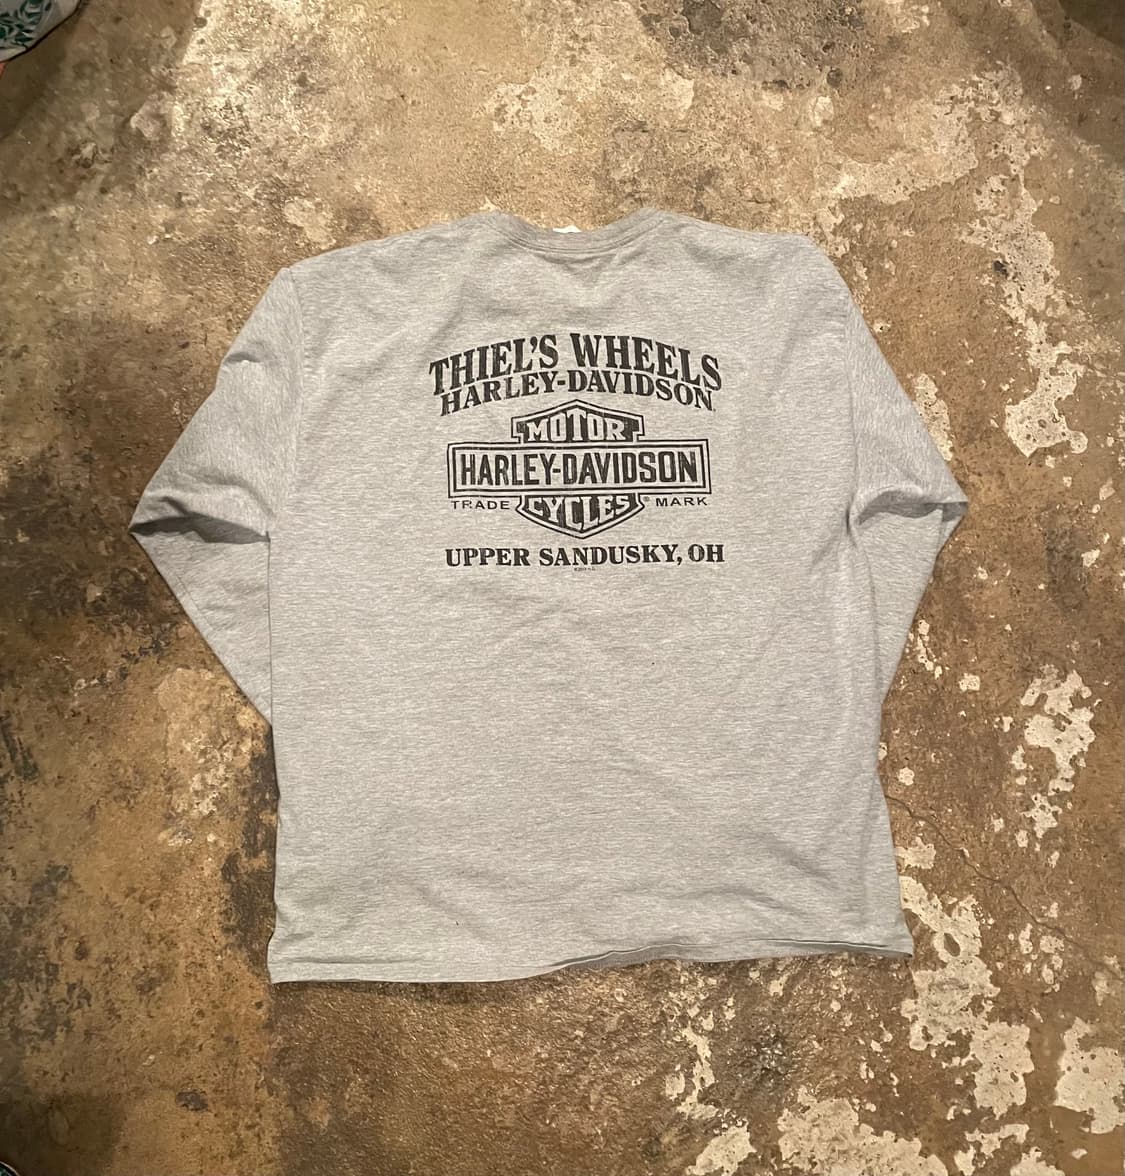 THIEL'S WHEELS
HARLEY-DAVIDSON
MOTOR
HARLEY-DAVIDSON
TRADE CYCLES ® MARK
UPPER SANDUSKY, OH